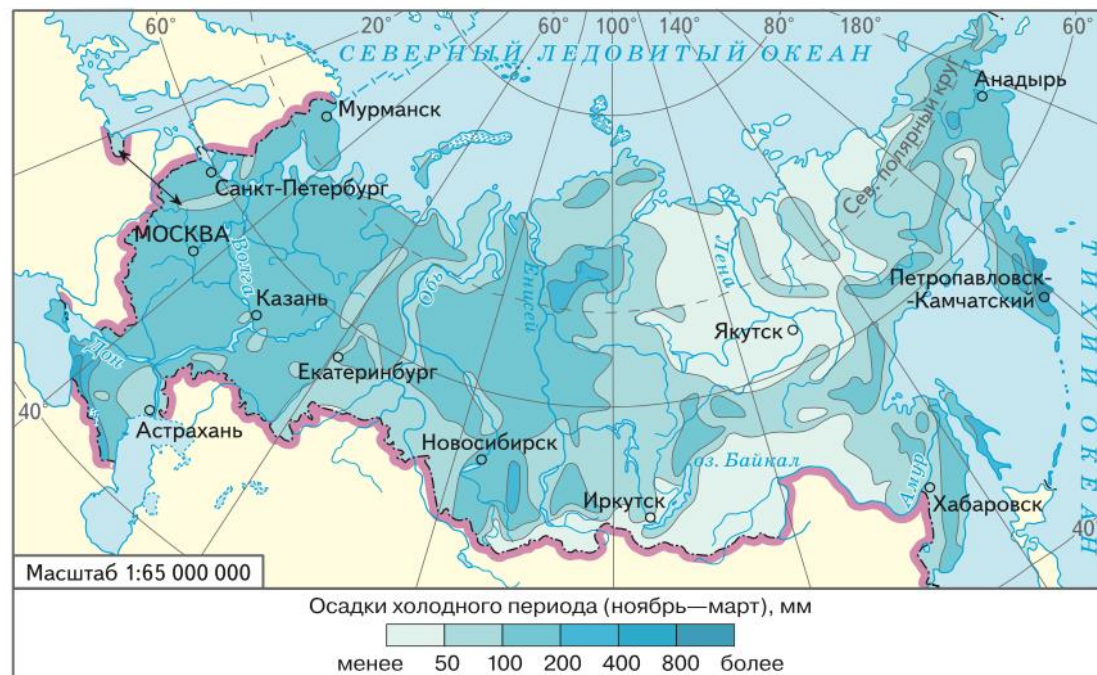 60° 20° 60° 100° 140° 80° 180° 60°
СЕВЕРНЫЙ ЛЕДОВИТЫЙ ОКЕАН
Анадырь
Мурманск
Сев. полярный круг
Санкт-Петербург
МОСКВА
Волга
Обь
Енисей
Лена
Петропавловск-
-Камчатский
Казань
Якутск
Дон
Екатеринбург
ТИХИЙ ОКЕАН
40°
Астрахань
Новосибирск
оз. Байкал
Амур
Иркутск
Хабаровск
40°
Масштаб 1:65 000 000
Осадки холодного периода (ноябрь—март), мм
менее 50 100 200 400 800 более